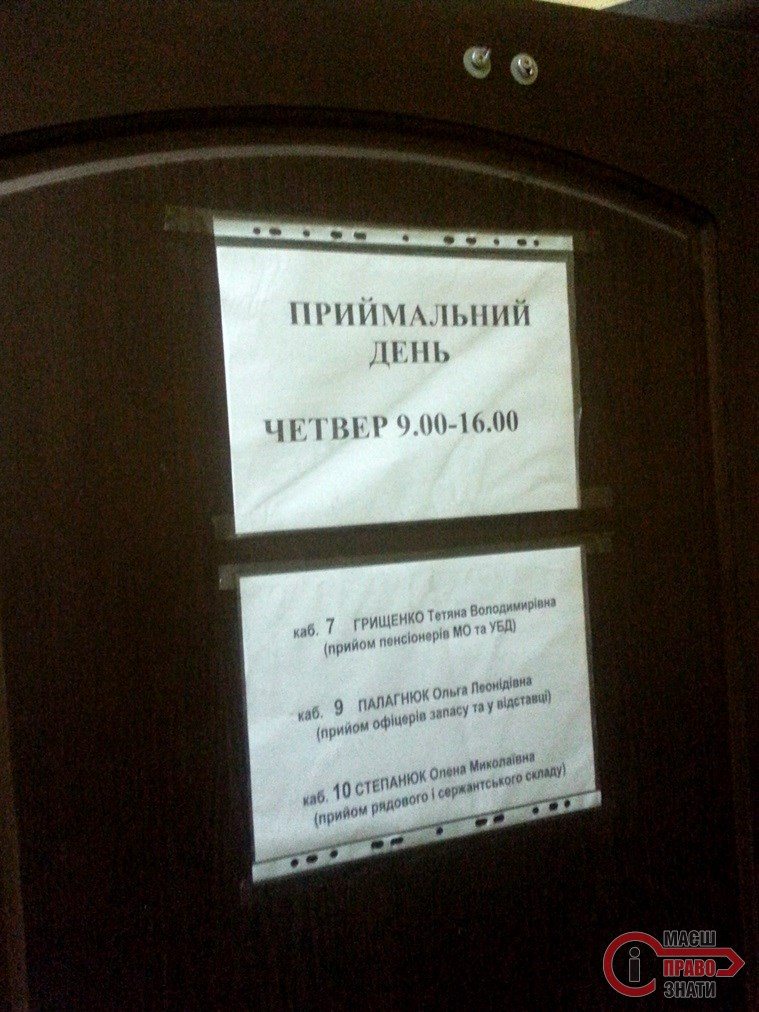 ПРИЙМАЛЬНИЙ
ДЕНЬ
ЧЕТВЕР 9.00-16.00
каб. 7 ГРИЩЕНКО Тетяна Володимирівна
(прийом пенсіонерів МО та УБД)
каб. 9 ПАЛАГНЮК Ольга Леонідівна
(прийом офіцерів запасу та у відставці)
каб. 10 СТЕПАНЮК Олена Миколаївна
(прийом рядового і сержантського складу)
МАЄШ
ПРАВО
ЗНАТИ